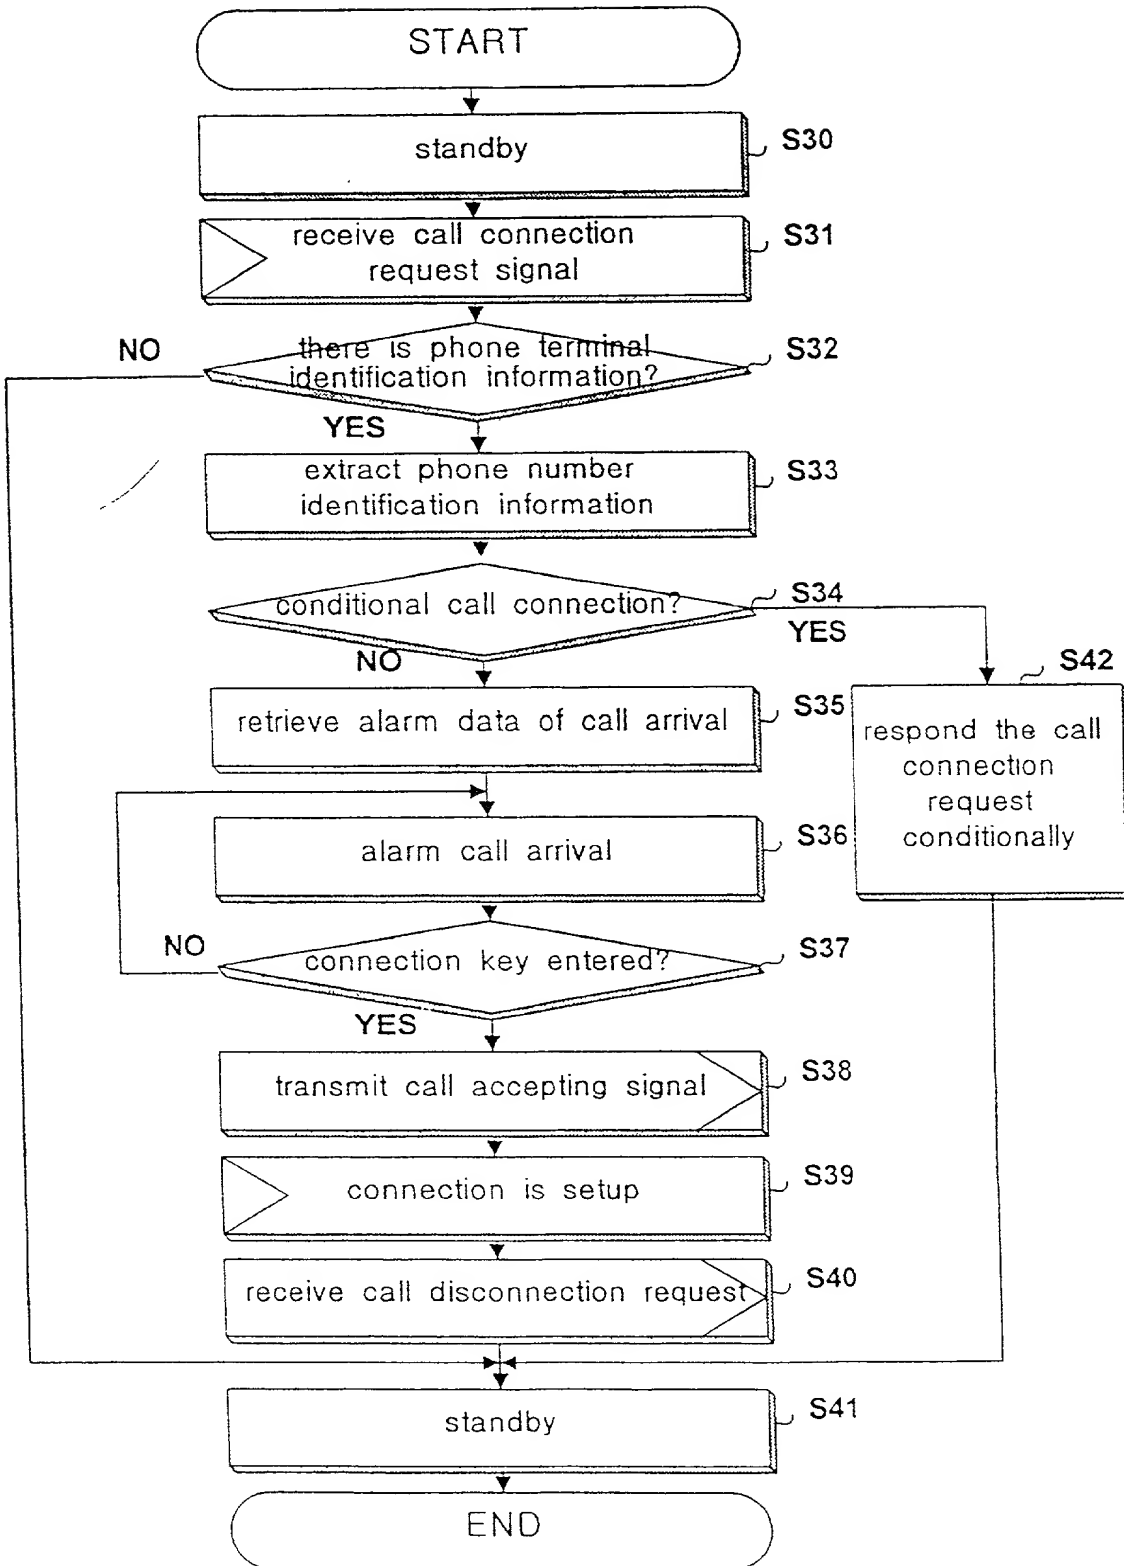 START
standby
S30
receive call connection
request signal
S31
there is phone terminal
identification information?
S32
NO
YES
extract phone number
identification information
S33
conditional call connection?
S34
YES
NO
S42
retrieve alarm data of call arrival
S35
respond the call
connection
request
conditionally
alarm call arrival
S36
NO
connection key entered?
S37
YES
transmit call accepting signal
S38
connection is setup
S39
receive call disconnection request
S40
standby
S41
END